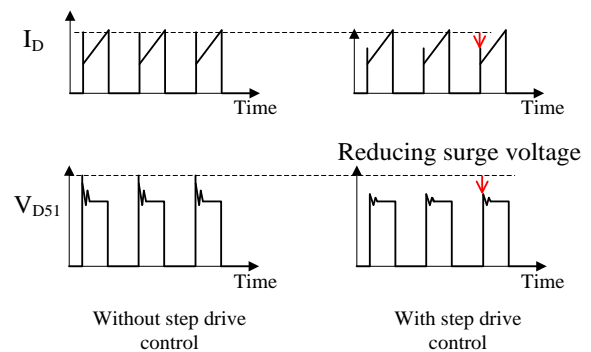 I_D
Time
Time
Reducing surge voltage
V_D51
Time
Time
Without step drive
control
With step drive
control